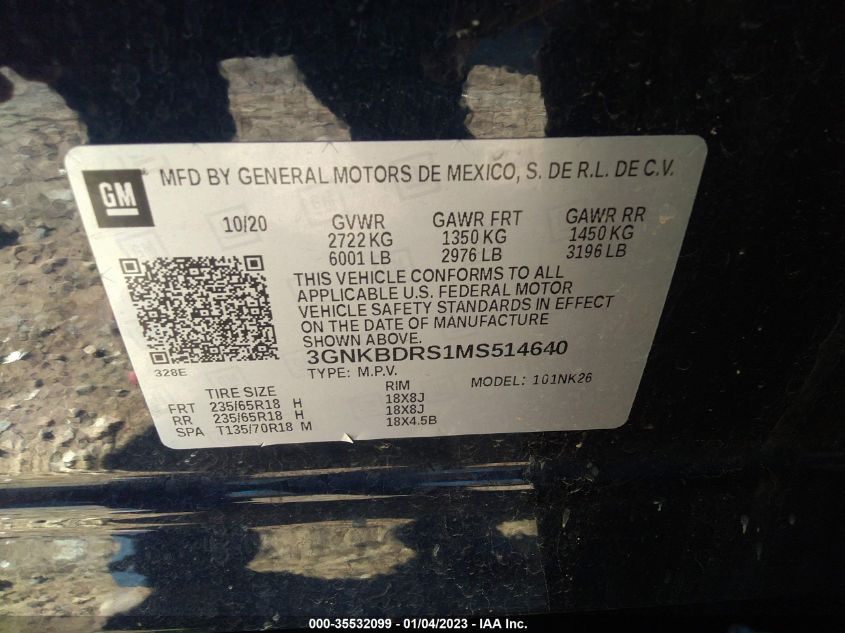 GM
MFD BY GENERAL MOTORS DE MEXICO, S. DE R.L. DE C.V.
10/20 GVWR GAWR FRT GAWR RR
2722 KG 1350 KG 1450 KG
6001 LB 2976 LB 3196 LB
THIS VEHICLE CONFORMS TO ALL
APPLICABLE U.S. FEDERAL MOTOR
VEHICLE SAFETY STANDARDS IN EFFECT
ON THE DATE OF MANUFACTURE
SHOWN ABOVE.
328E
3GNKBDRS1MS514640
TYPE: M.P.V. MODEL: 101NK26
TIRE SIZE RIM
FRT 235/65R18 H 18X8J
RR 235/65R18 H 18X8J
SPA T135/70R18 M 18X4.5B
000-35532099 - 01/04/2023 - IAA Inc.